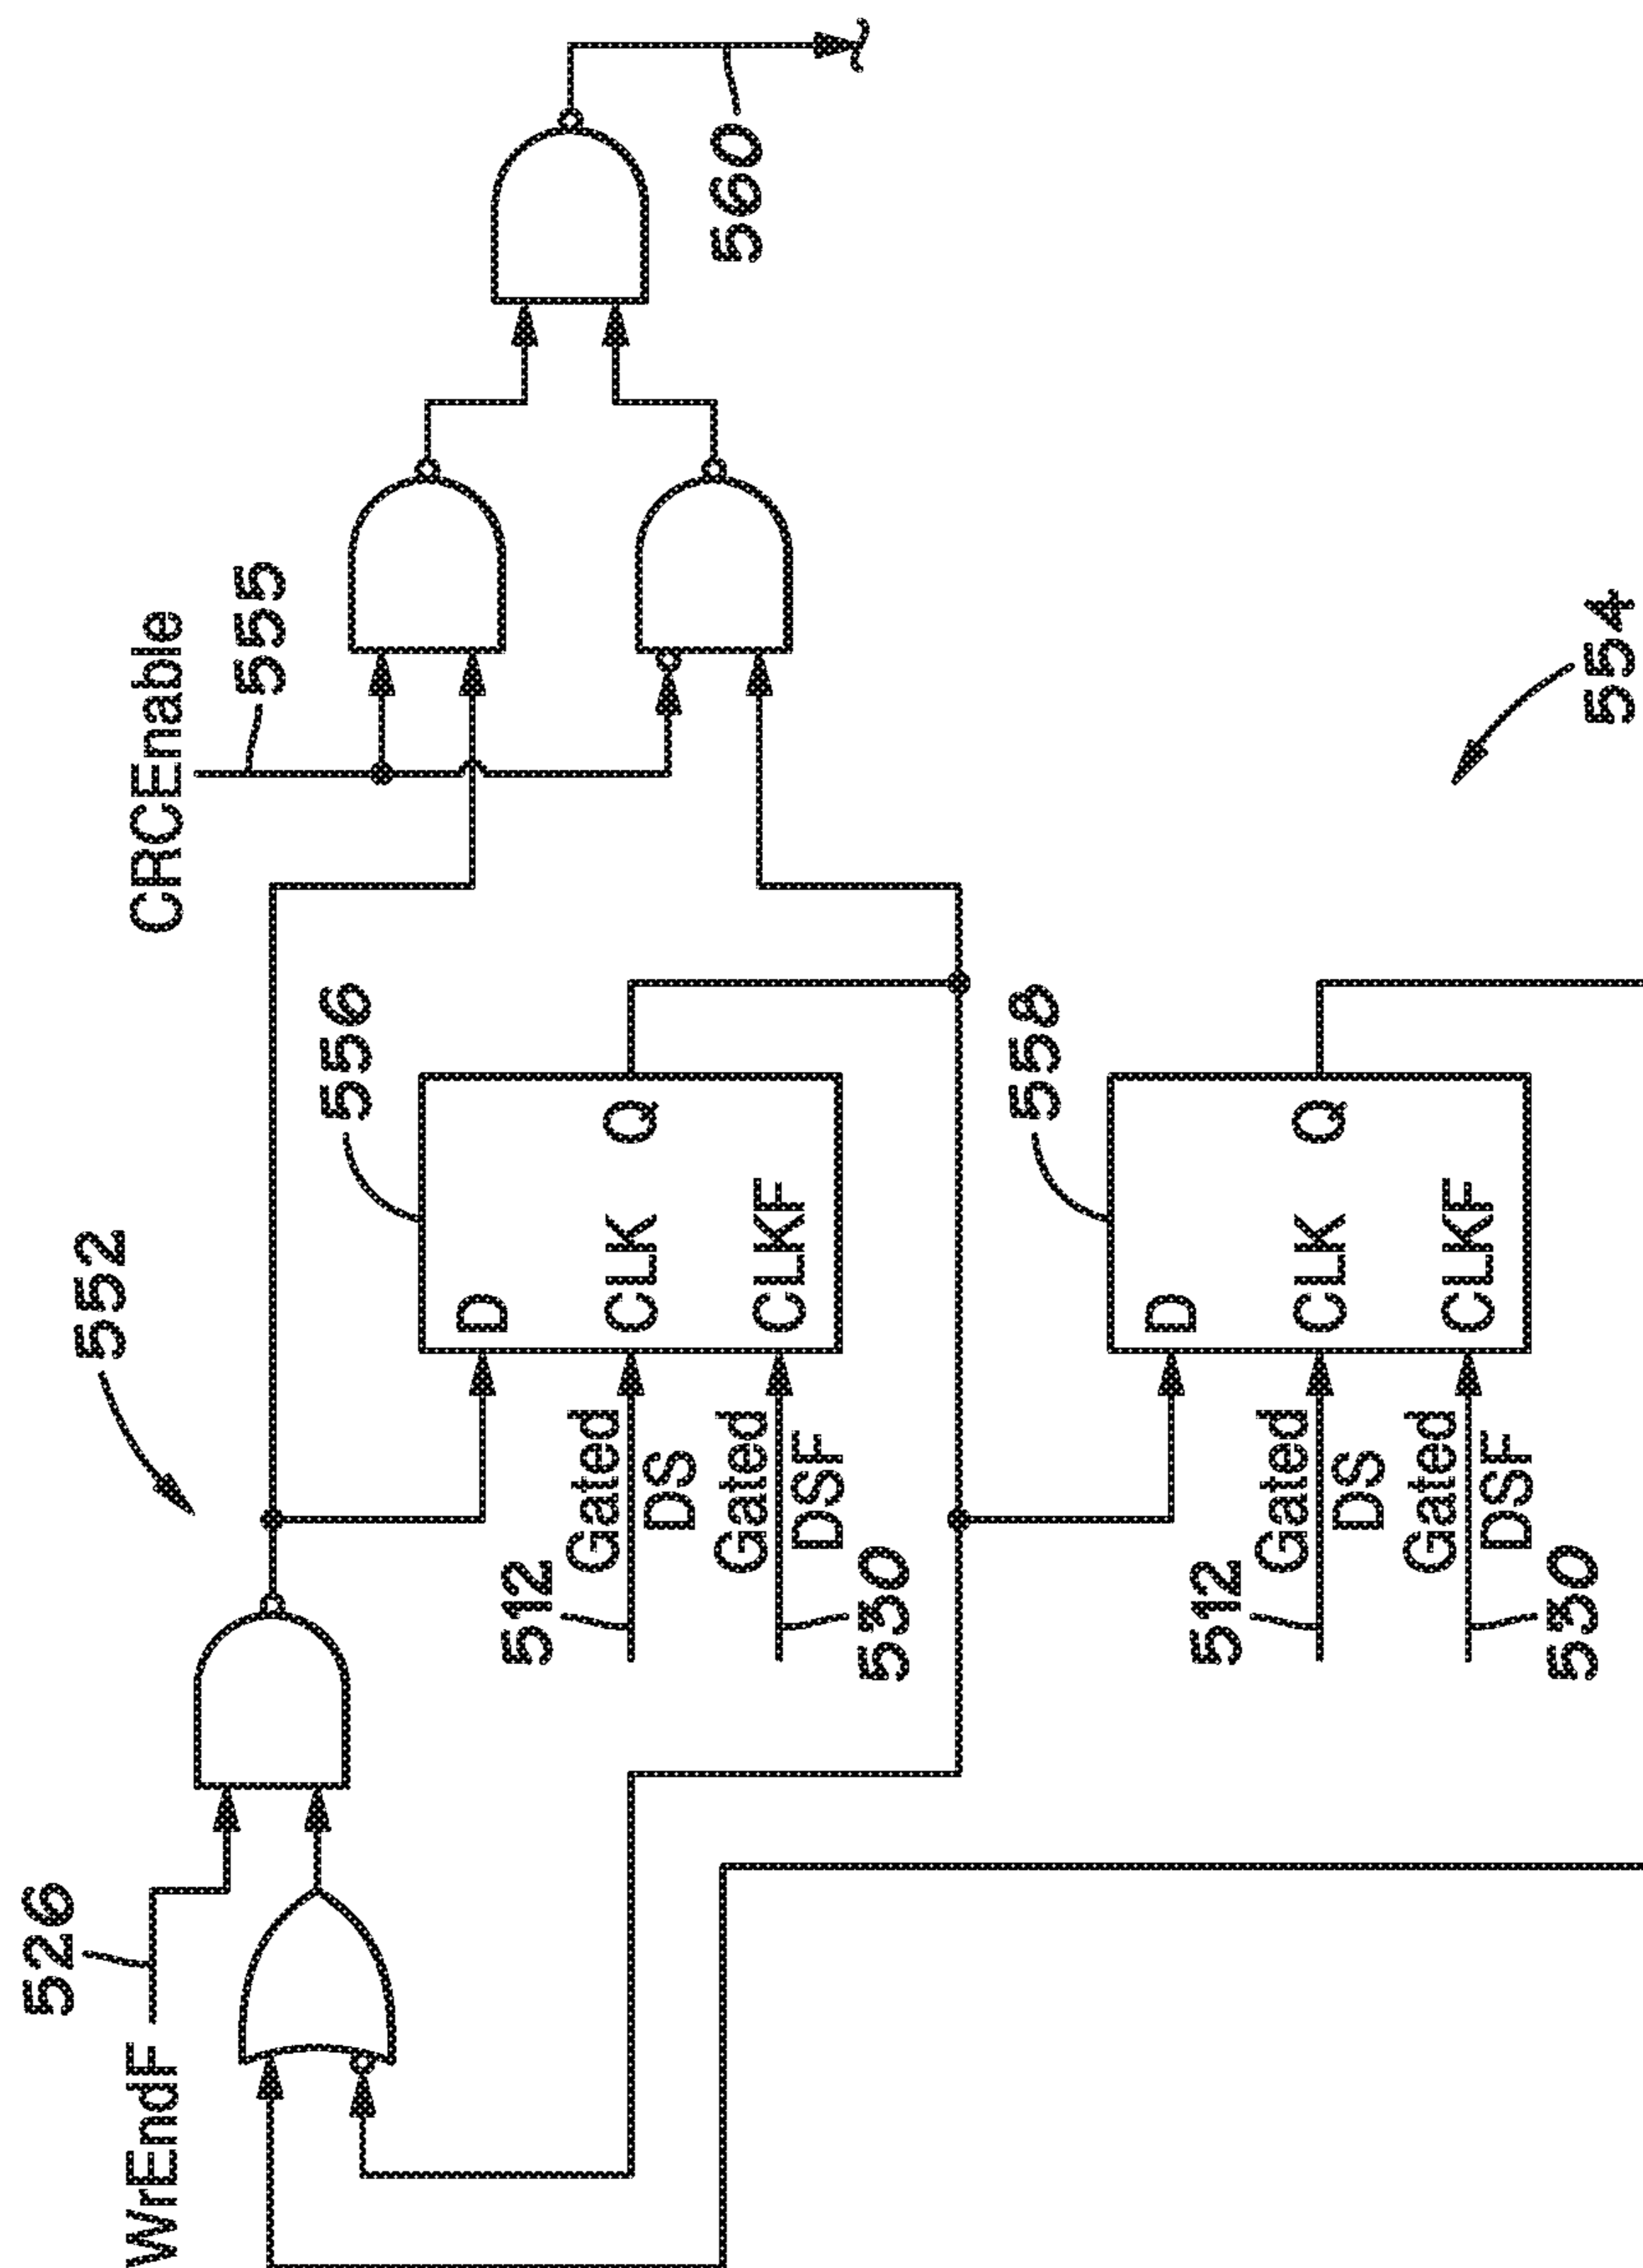 WrEndF
526
552
CRCEnable
555
556
D
CLK
CLKF
Q
512
Gated
DS
Gated
DSF
530
560
558
D
CLK
CLKF
Q
512
Gated
DS
Gated
DSF
530
554